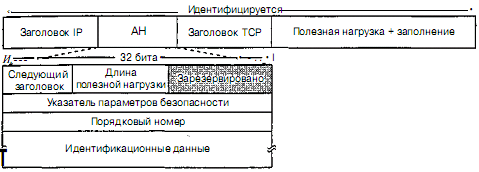 Идентифицируется
Заголовок IP
АН
Заголовок TCP
Полезная нагрузка + заполнение
32 бита
Следующий
заголовок
Длина
полезной нагрузки
Зарезервировано
Указатель параметров безопасности
Порядковый номер
Идентификационные данные